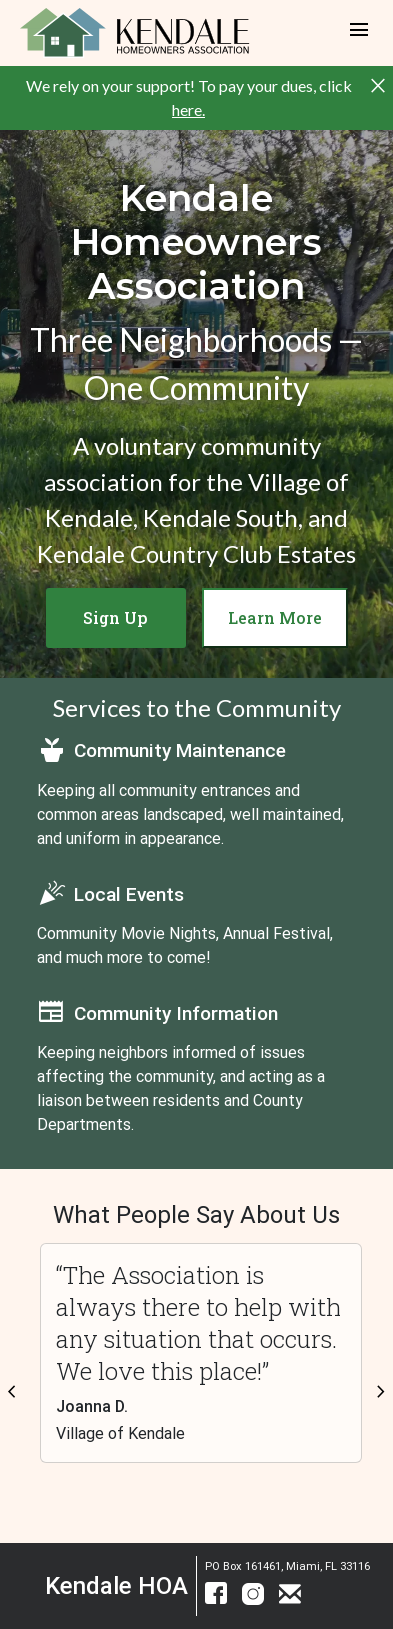 KENDALE
HOMEOWNERS ASSOCIATION
We rely on your support! To pay your dues, click
here.
Kendale
Homeowners
Association
Three Neighborhoods —
One Community
A voluntary community
association for the Village of
Kendale, Kendale South, and
Kendale Country Club Estates
Sign Up
Learn More
Services to the Community
Community Maintenance
Keeping all community entrances and
common areas landscaped, well maintained,
and uniform in appearance.
Local Events
Community Movie Nights, Annual Festival,
and much more to come!
Community Information
Keeping neighbors informed of issues
affecting the community, and acting as a
liaison between residents and County
Departments.
What People Say About Us
“The Association is
always there to help with
any situation that occurs.
We love this place!”
Joanna D.
Village of Kendale
Kendale HOA
PO Box 161461, Miami, FL 33116